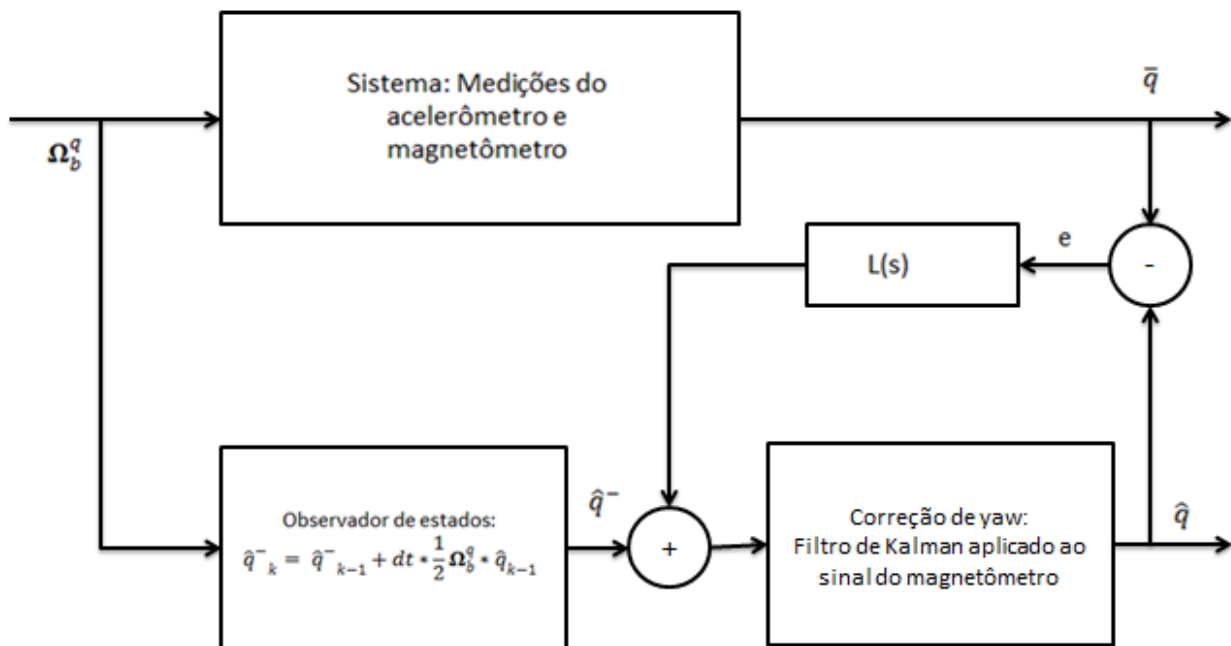 Sistema: Medições do
acelerômetro e
magnetômetro
q̄
Ω_b^q
e
L(s)
-
Observador de estados:
q̂⁻_k = q̂⁻_{k-1} + dt * 1/2 Ω_b^q * q̂_{k-1}
q̂⁻
+
Correção de yaw:
Filtro de Kalman aplicado ao
sinal do magnetômetro
q̂